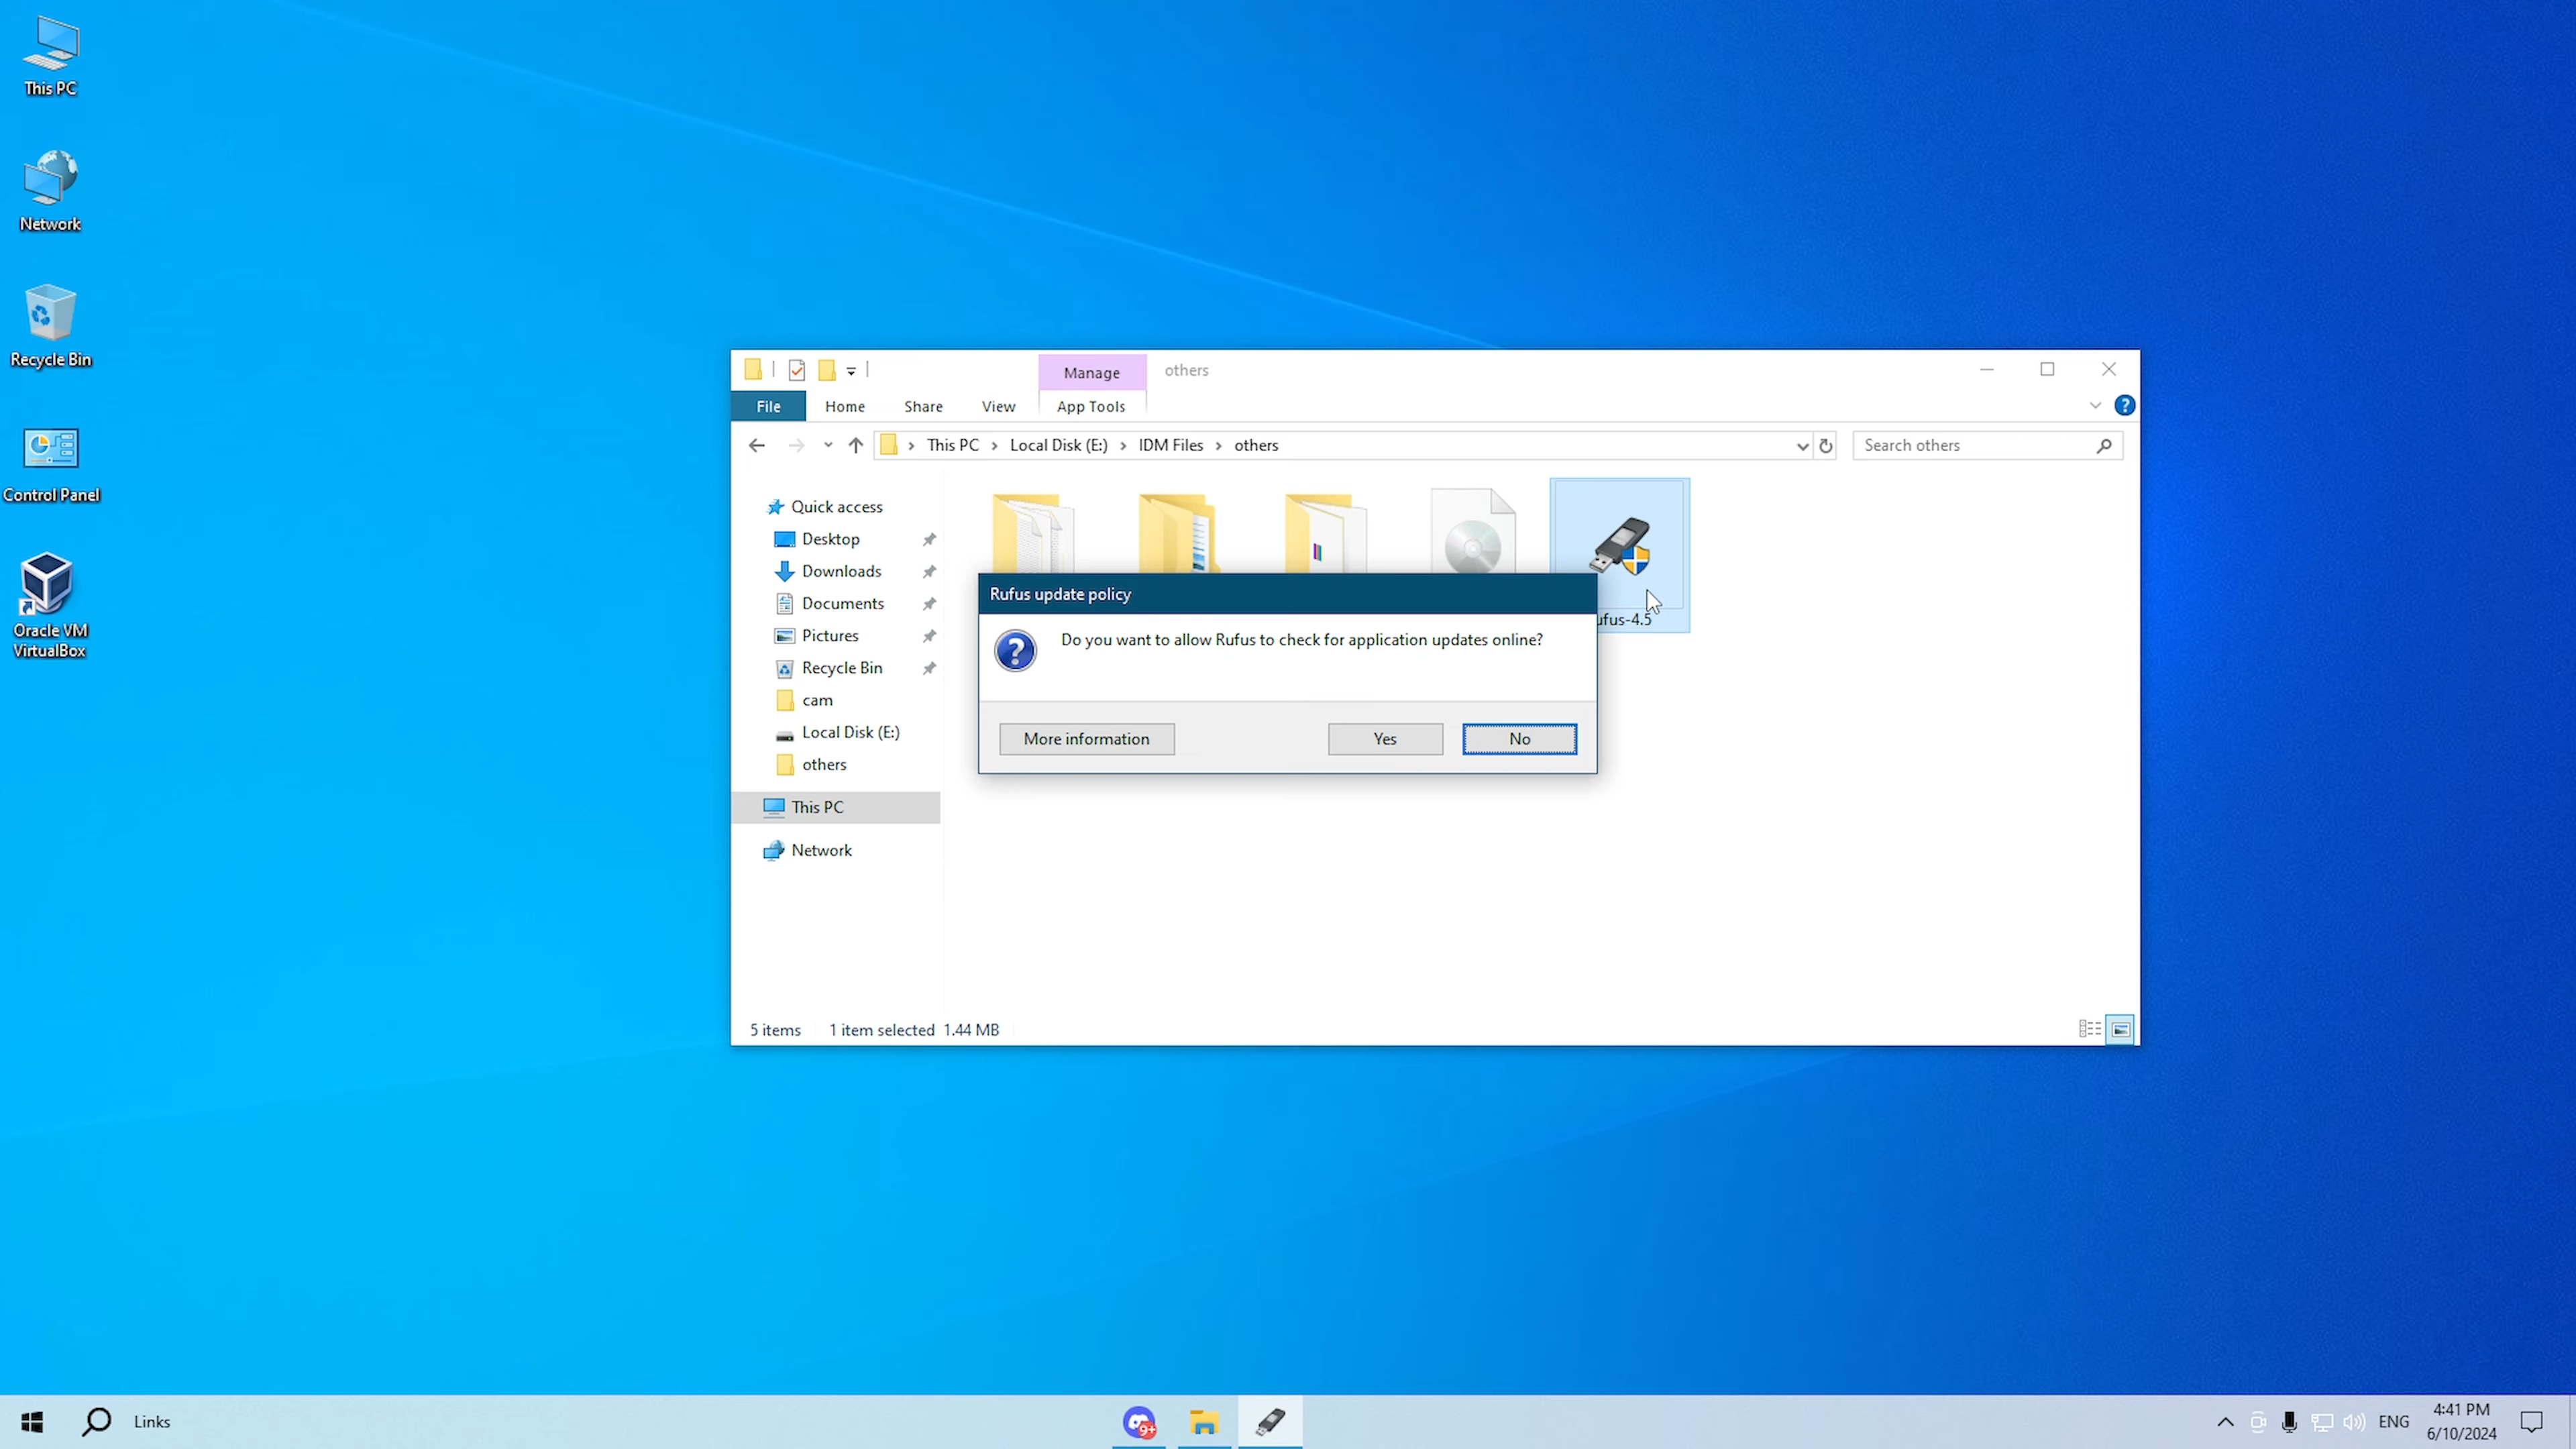 This PC
Network
Recycle Bin
Control Panel
Oracle VM
VirtualBox
Manage
others
File
Home
Share
View
App Tools
This PC
Local Disk (E:)
IDM Files
others
Search others
Quick access
Desktop
Downloads
Documents
Pictures
Recycle Bin
cam
Local Disk (E:)
others
This PC
Network
ufus-4.5
Rufus update policy
Do you want to allow Rufus to check for application updates online?
More information
Yes
No
5 items
1 item selected 1.44 MB
Links
9+
ENG
4:41 PM
6/10/2024